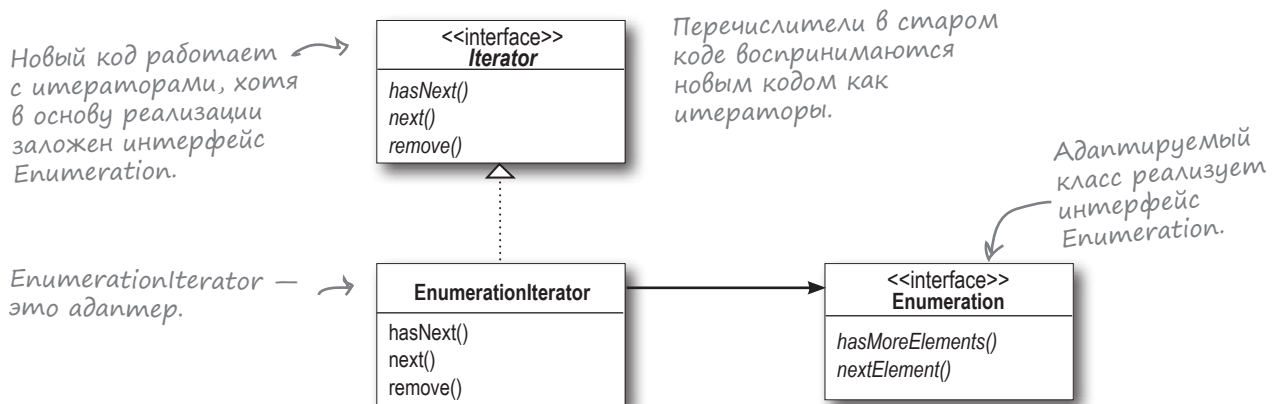 Новый код работает
с итераторами, хотя
в основу реализации
заложен интерфейс
Enumeration.
<<interface>>
Iterator
hasNext()
next()
remove()
Перечислители в старом
коде воспринимаются
новым кодом как
итераторы.
Адаптируемый
класс реализует
интерфейс
Enumeration.
EnumerationIterator —
это адаптер.
EnumerationIterator
hasNext()
next()
remove()
<<interface>>
Enumeration
hasMoreElements()
nextElement()